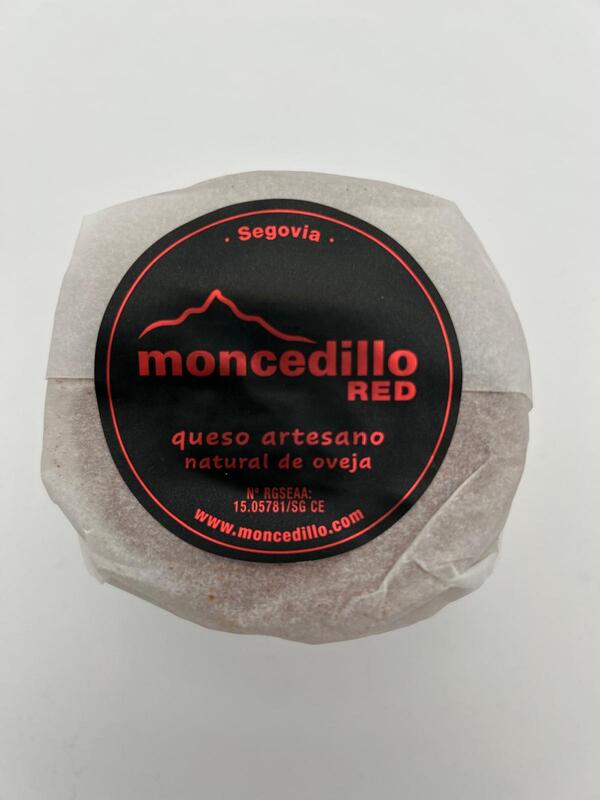 · Segovia ·
moncedillo
RED
queso artesano
natural de oveja
Nº RGSEAA:
15.05781/SG CE
www.moncedillo.com